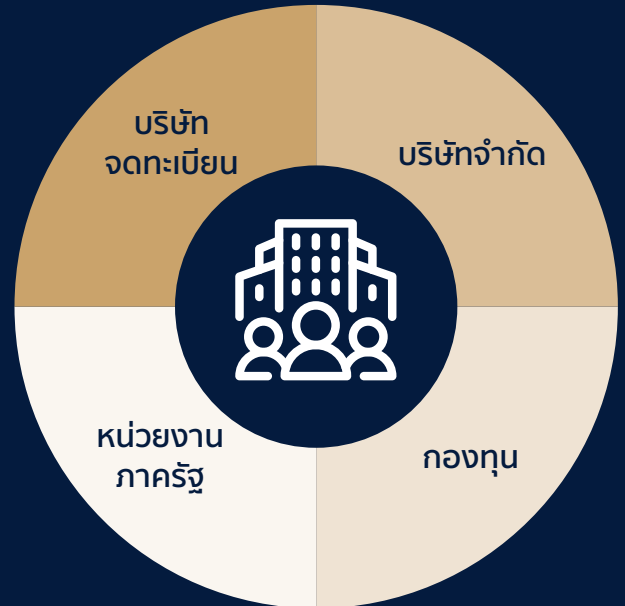 บริษัท
จดทะเบียน
บริษัทจำกัด
หน่วยงาน
ภาครัฐ
กองทุน